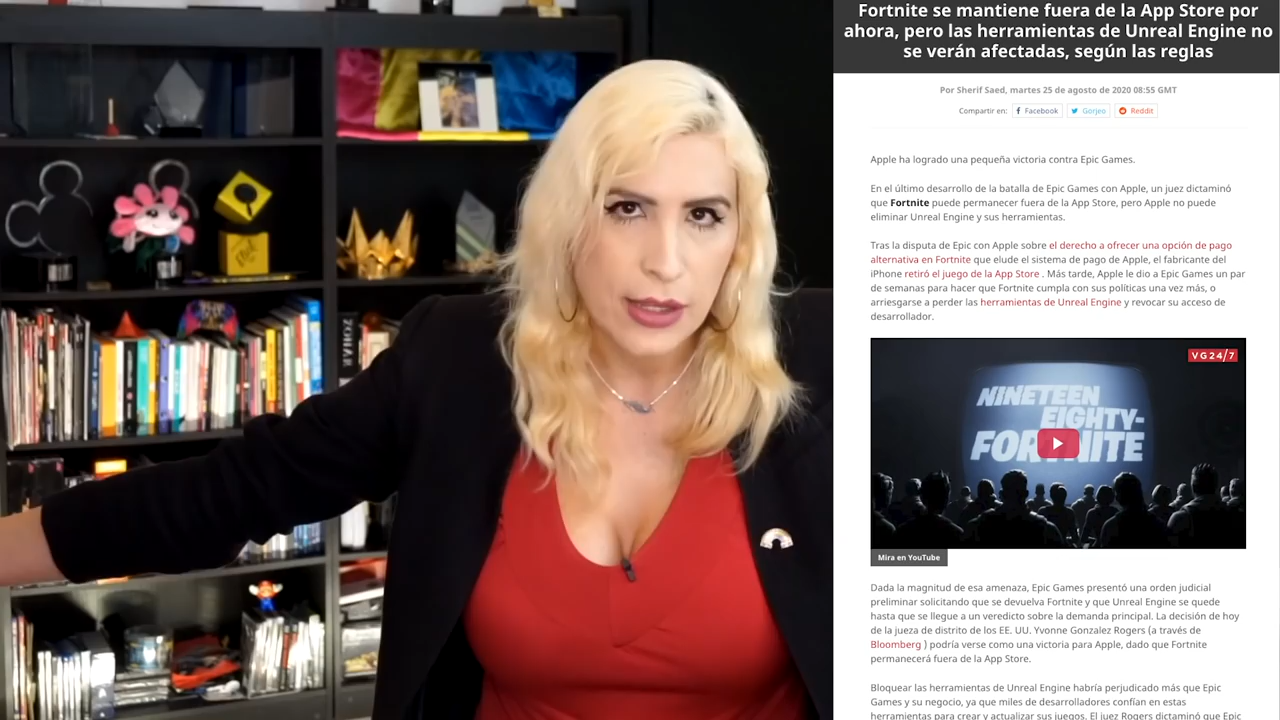 Fortnite se mantiene fuera de la App Store por
ahora, pero las herramientas de Unreal Engine no
se verán afectadas, según las reglas
Por Sherif Saed, martes 25 de agosto de 2020 08:55 GMT
Compartir en:
Facebook
Gorjeo
Reddit
Apple ha logrado una pequeña victoria contra Epic Games.
En el último desarrollo de la batalla de Epic Games con Apple, un juez dictaminó
que Fortnite puede permanecer fuera de la App Store, pero Apple no puede
eliminar Unreal Engine y sus herramientas.
Tras la disputa de Epic con Apple sobre el derecho a ofrecer una opción de pago
alternativa en Fortnite que elude el sistema de pago de Apple, el fabricante del
iPhone retiró el juego de la App Store . Más tarde, Apple le dio a Epic Games un par
de semanas para hacer que Fortnite cumpla con sus políticas una vez más, o
arriesgarse a perder las herramientas de Unreal Engine y revocar su acceso de
desarrollador.
VG24/7
NINETEEN
EIGHTY-
FORTNITE
Mira en YouTube
Dada la magnitud de esa amenaza, Epic Games presentó una orden judicial
preliminar solicitando que se devuelva Fortnite y que Unreal Engine se quede
hasta que se llegue a un veredicto sobre la demanda principal. La decisión de hoy
de la jueza de distrito de los EE. UU. Yvonne Gonzalez Rogers (a través de
Bloomberg ) podría verse como una victoria para Apple, dado que Fortnite
permanecerá fuera de la App Store.
Bloquear las herramientas de Unreal Engine habría perjudicado más que Epic
Games y su negocio, ya que miles de desarrolladores confían en estas
herramientas para crear y actualizar sus juegos. El juez Rogers dictaminó que Epic